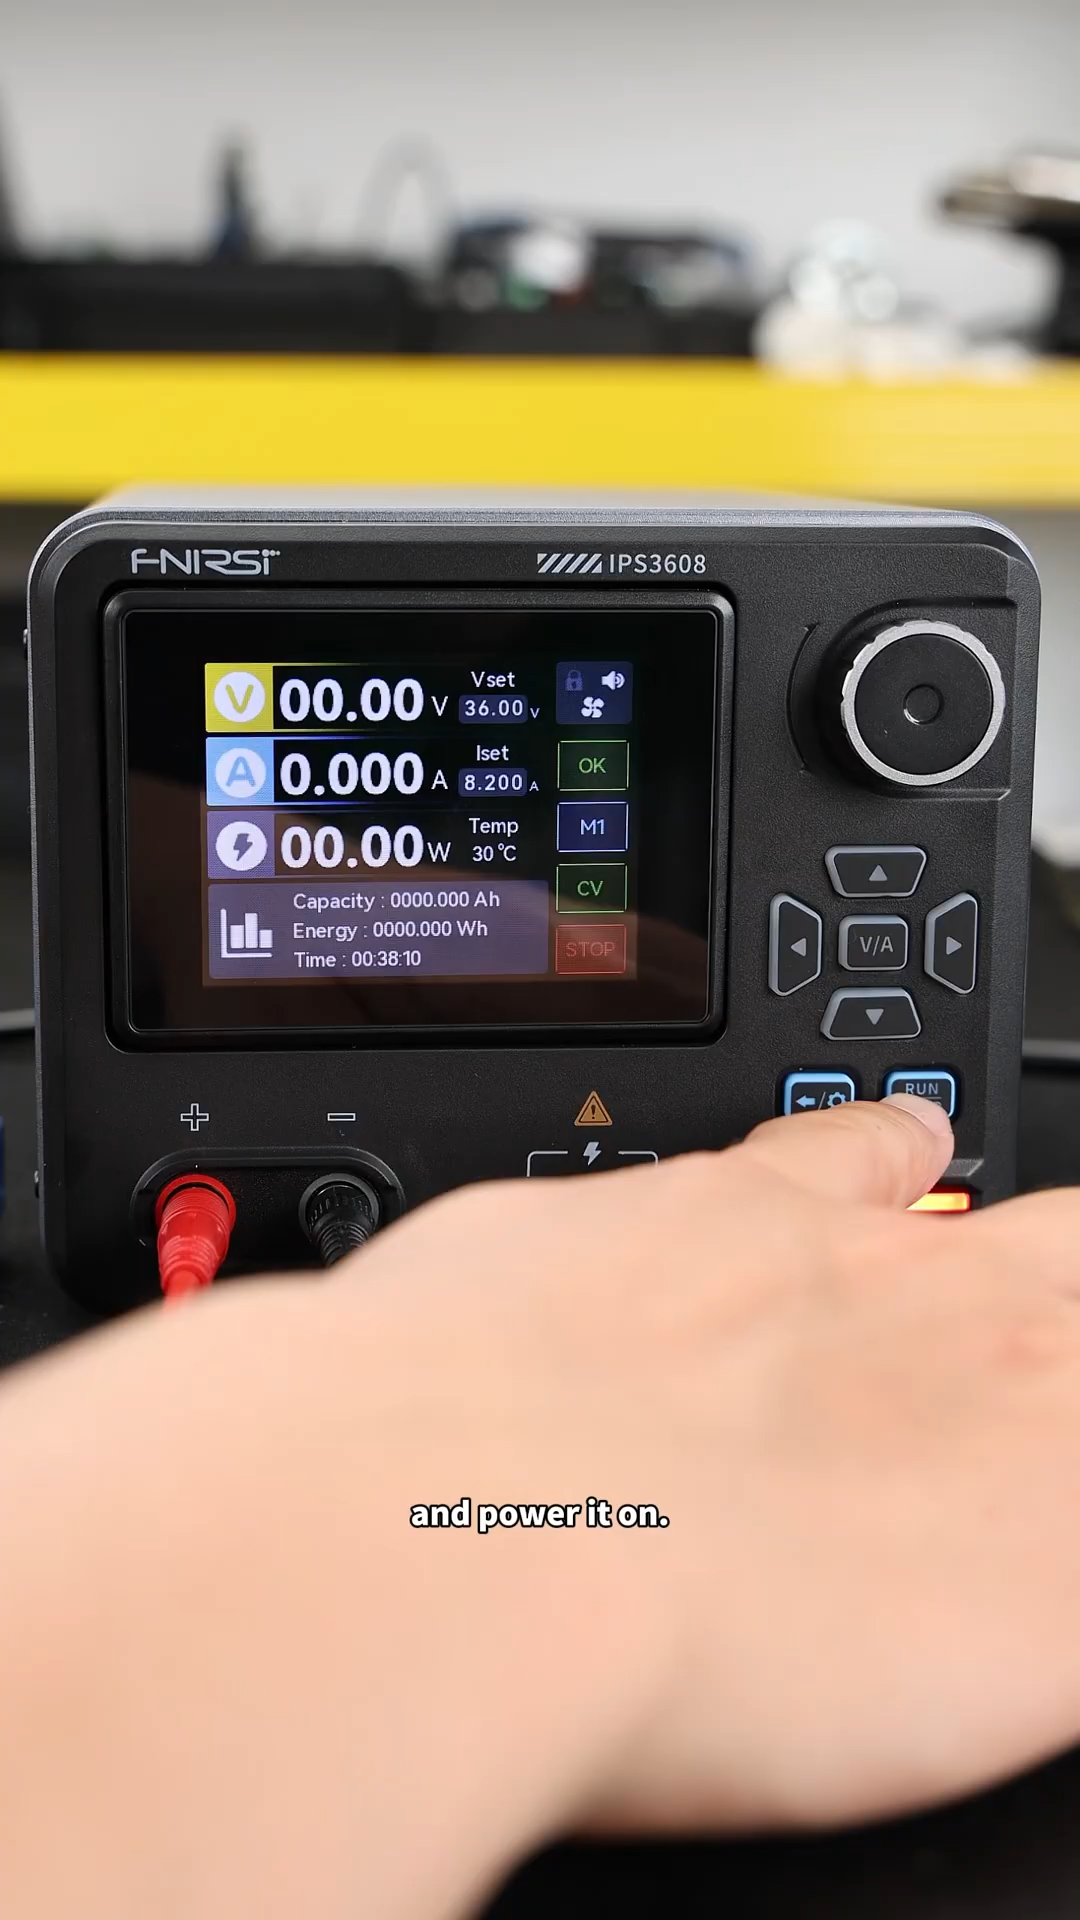 FNIRSI
IPS3608
V 00.00 V
Vset
36.00 V
A 0.000 A
Iset
8.200 A
00.00 W
Temp
30 °C
Capacity : 0000.000 Ah
Energy : 0000.000 Wh
Time : 00:38:10
OK
M1
CV
STOP
V/A
RUN
and power it on.